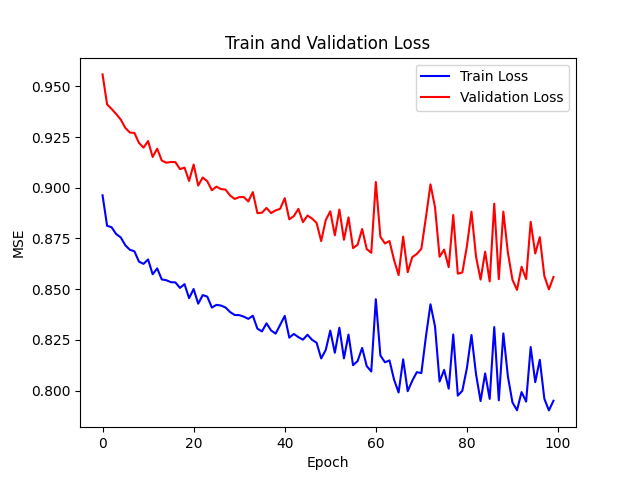 Train and Validation Loss
Train Loss
Validation Loss
0.950
0.925
0.900
0.875
0.850
0.825
0.800
MSE
0 20 40 60 80 100
Epoch